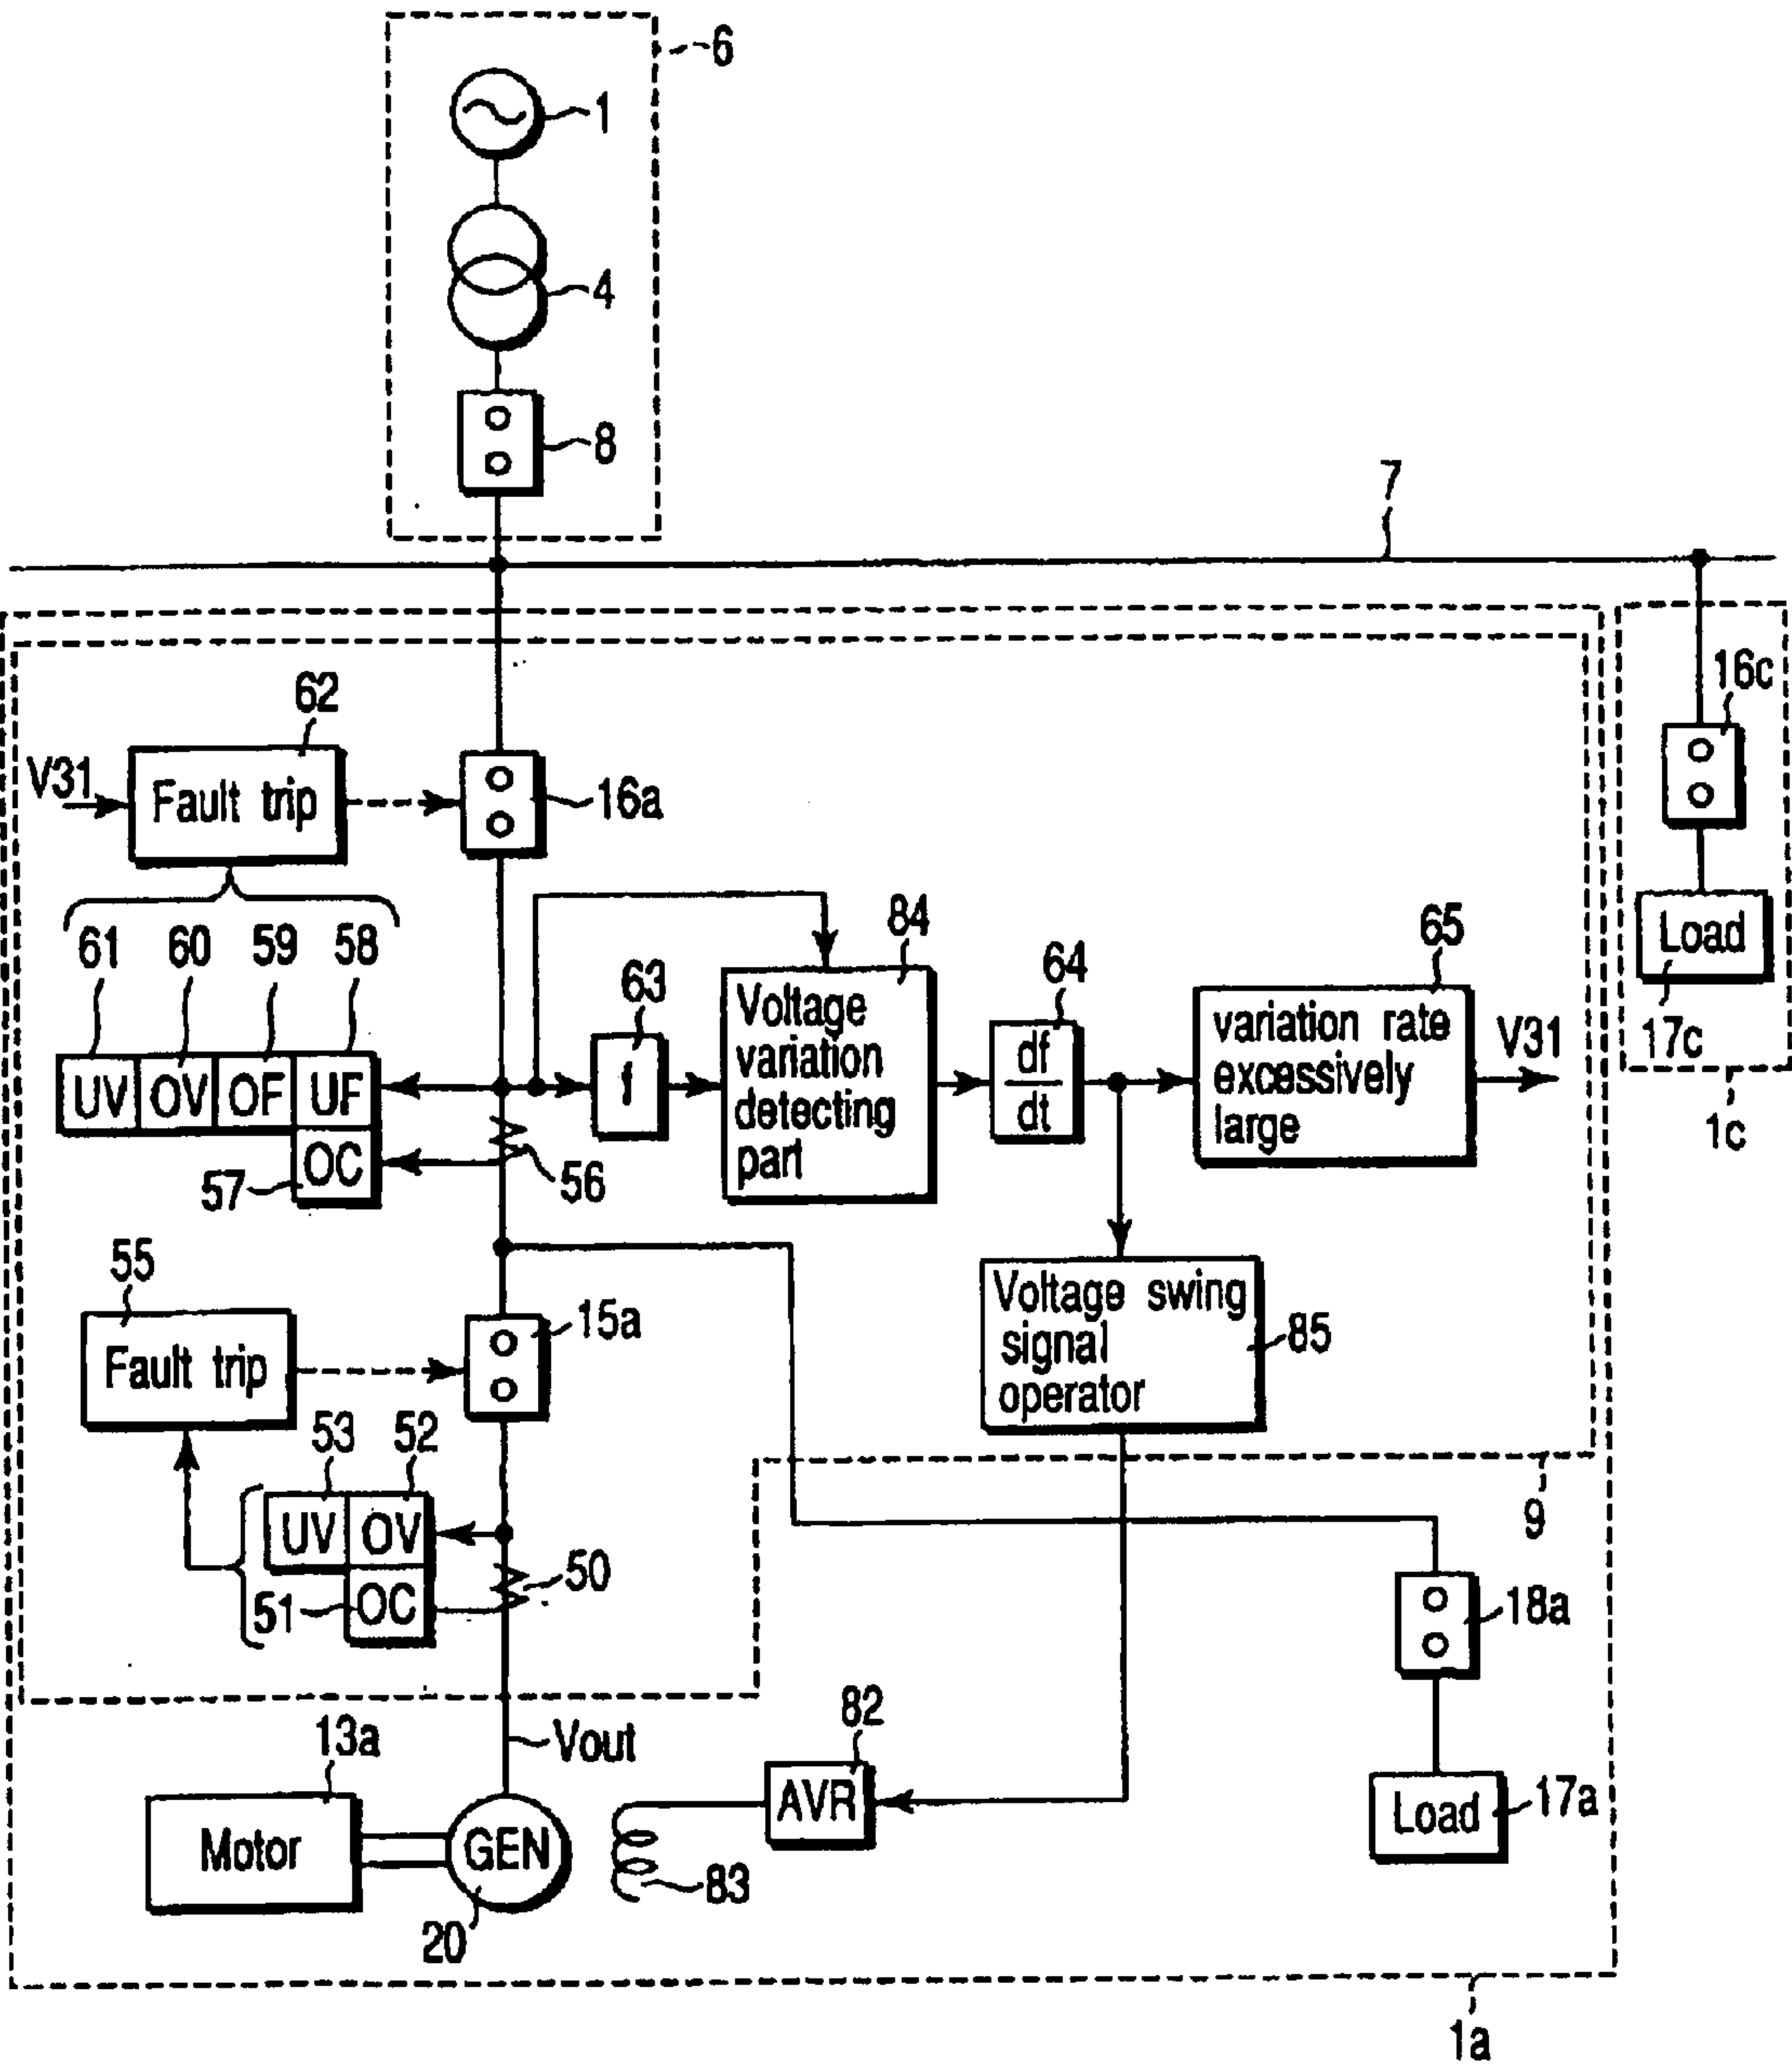 6
1
4
8
7
62
V31
Fault trip
16a
16c
Load
17c
1c
61
60
59
58
UV
OV
OF
UF
OC
57
56
63
f
84
Voltage
variation
detecting
part
64
df
dt
65
variation rate
excessively
large
V31
55
Fault trip
15a
Voltage swing
signal
operator
85
9
53
52
UV
OV
51
OC
50
18a
Load
17a
Vout
13a
Motor
GEN
20
82
AVR
83
1a